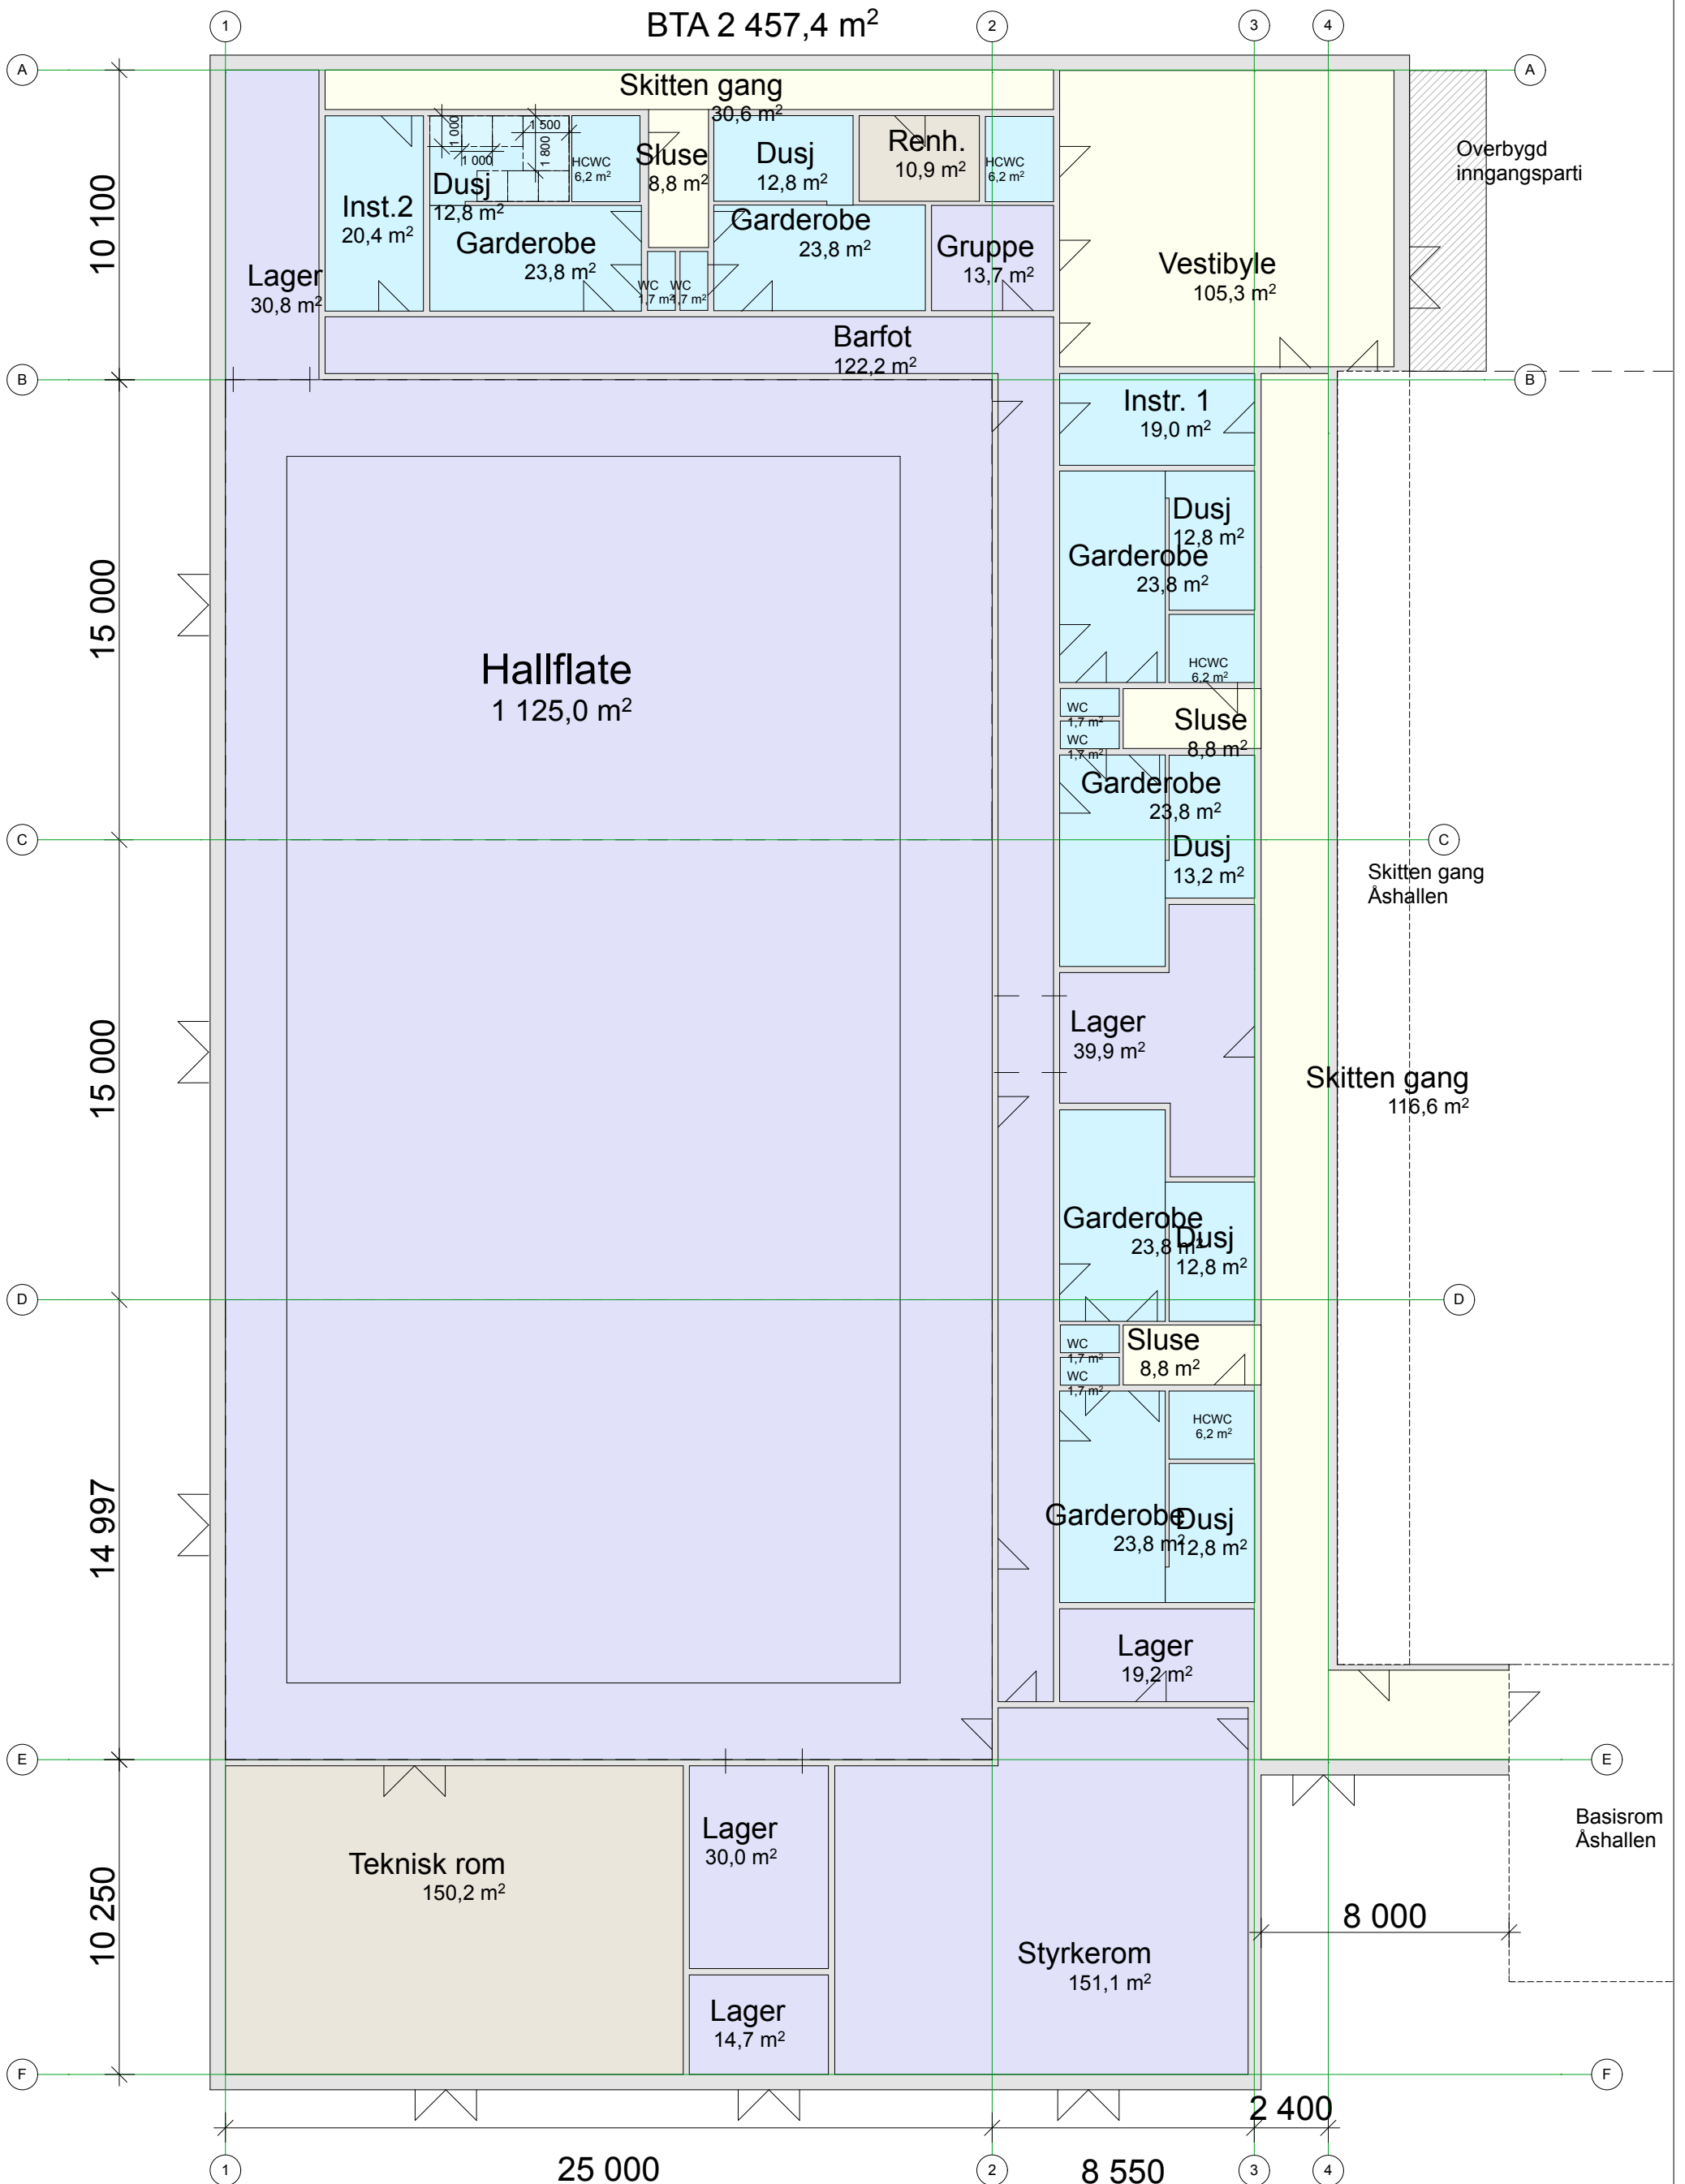 BTA 2 457,4 m²
1
2
3
4
A
A
Skitten gang
30,6 m²
1 000
1 500
1 000
1 800
Dusj
12,8 m²
HCWC
6,2 m²
Sluse
8,8 m²
Dusj
12,8 m²
Renh.
10,9 m²
HCWC
6,2 m²
Overbygd
inngangsparti
10 100
Inst.2
20,4 m²
Garderobe
23,8 m²
Garderobe
23,8 m²
Gruppe
13,7 m²
Vestibyle
105,3 m²
Lager
30,8 m²
WC
1,7 m²
WC
1,7 m²
Barfot
122,2 m²
B
B
Instr. 1
19,0 m²
15 000
Dusj
12,8 m²
Garderobe
23,8 m²
Hallflate
1 125,0 m²
HCWC
6,2 m²
WC
1,7 m²
WC
1,7 m²
Sluse
8,8 m²
Garderobe
23,8 m²
C
C
Dusj
13,2 m²
Skitten gang
Åshallen
15 000
Lager
39,9 m²
Skitten gang
116,6 m²
Garderobe
23,8 m²
Dusj
12,8 m²
D
D
WC
1,7 m²
WC
1,7 m²
Sluse
8,8 m²
HCWC
6,2 m²
14 997
Garderobe
23,8 m²
Dusj
12,8 m²
Lager
19,2 m²
E
E
Basisrom
Åshallen
Lager
30,0 m²
Teknisk rom
150,2 m²
10 250
8 000
Styrkerom
151,1 m²
Lager
14,7 m²
F
F
2 400
1
25 000
2
8 550
3
4